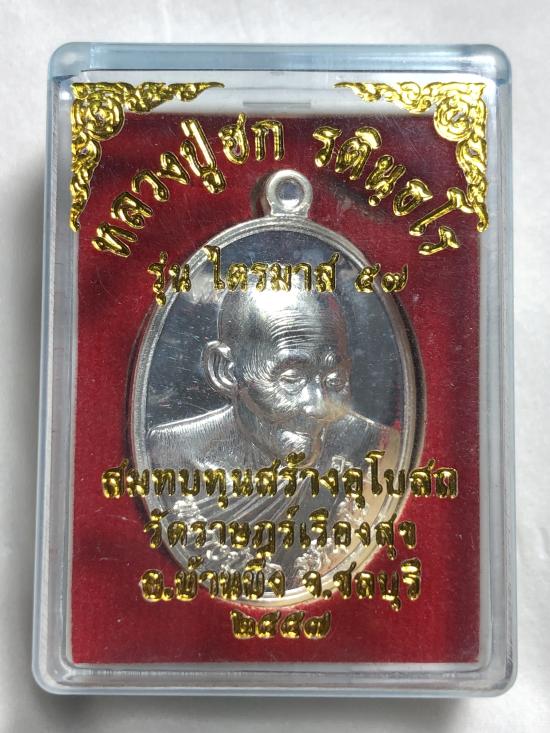 หลวงปู่ฮก รตินฺธโร
รุ่น ไตรมาส ๕๗
สมทบทุนสร้างอุโบสถ
วัดราษฎร์เรืองสุข
อ.บ้านบึง จ.ชลบุรี
๒๕๕๗